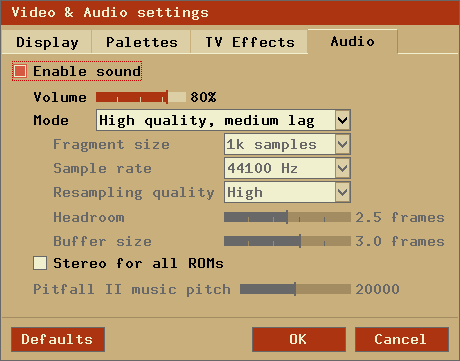 Video & Audio settings
Display Palettes TV Effects Audio
Enable sound
Volume 80%
Mode High quality, medium lag
Fragment size 1k samples
Sample rate 44100 Hz
Resampling quality High
Headroom 2.5 frames
Buffer size 3.0 frames
Stereo for all ROMs
Pitfall II music pitch 20000
Defaults OK Cancel